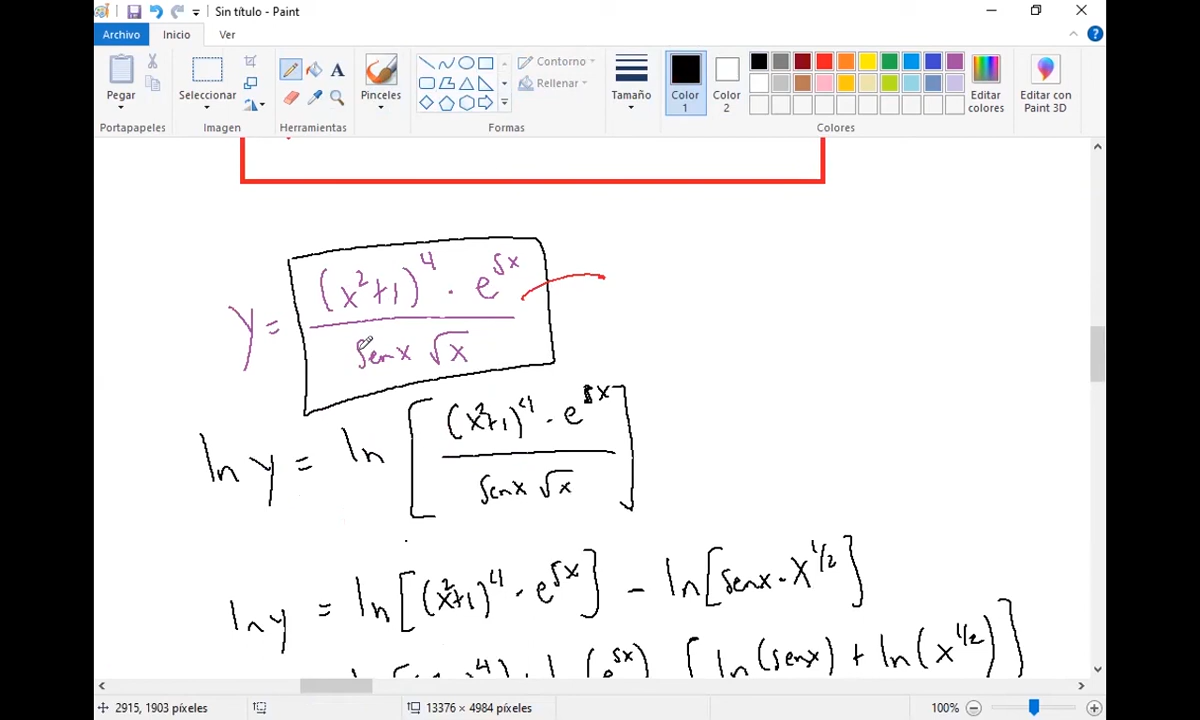 Sin título - Paint
Archivo Inicio Ver
Pegar Seleccionar Pinceles Contorno Rellenar Tamaño Color 1 Color 2 Editar colores Editar con Paint 3D
Portapapeles Imagen Herramientas Formas Colores
y = (x²+1)⁴ · e^(5x) / senx √x
ln y = ln [ (x²+1)⁴ · e^(5x) / senx √x ]
ln y = ln[(x²+1)⁴ · e^(5x)] - ln[senx · x^(1/2)]
(e^(5x)) [ln(senx) + ln(x^(1/2))]
2915, 1903 píxeles 13376 × 4984 píxeles 100%